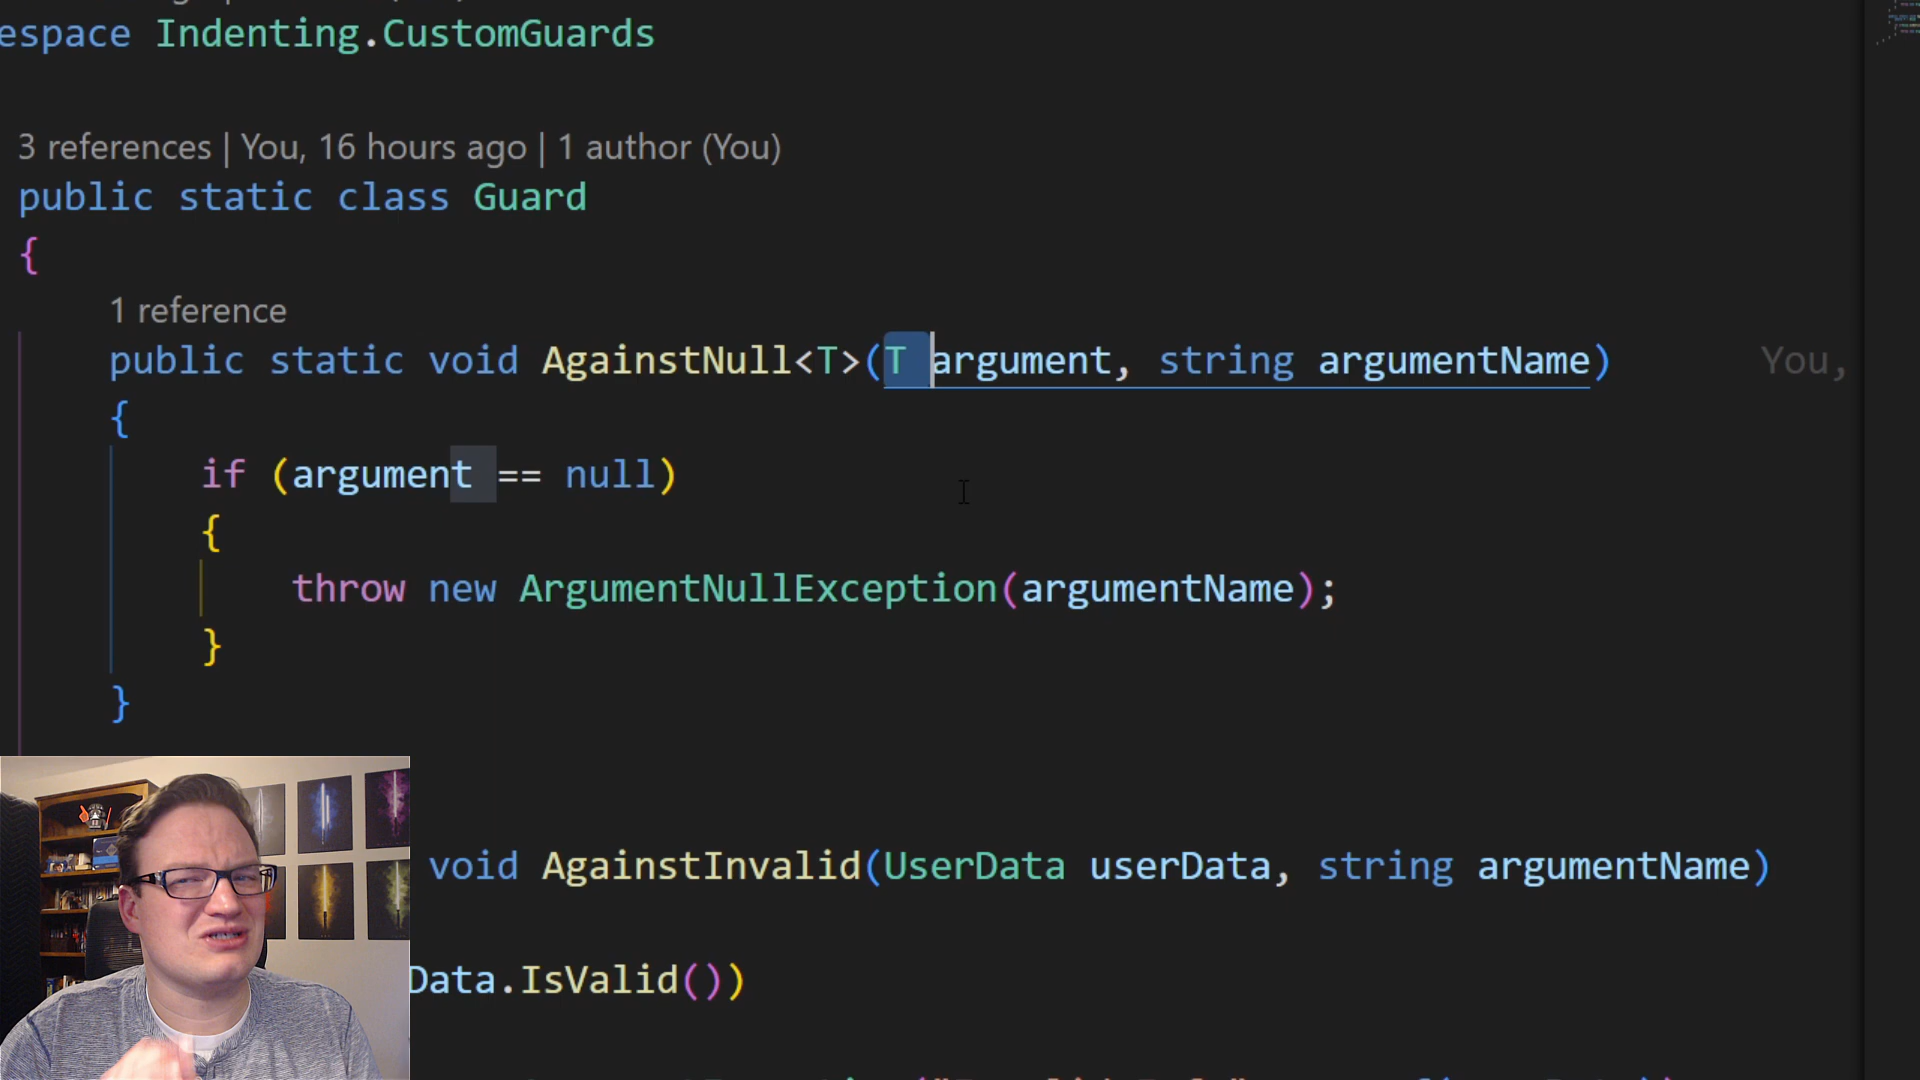 espace Indenting.CustomGuards
3 references | You, 16 hours ago | 1 author (You)
public static class Guard
{
1 reference
public static void AgainstNull<T>(T argument, string argumentName) You,
{
if (argument == null)
{
throw new ArgumentNullException(argumentName);
}
}
void AgainstInvalid(UserData userData, string argumentName)
Data.IsValid())